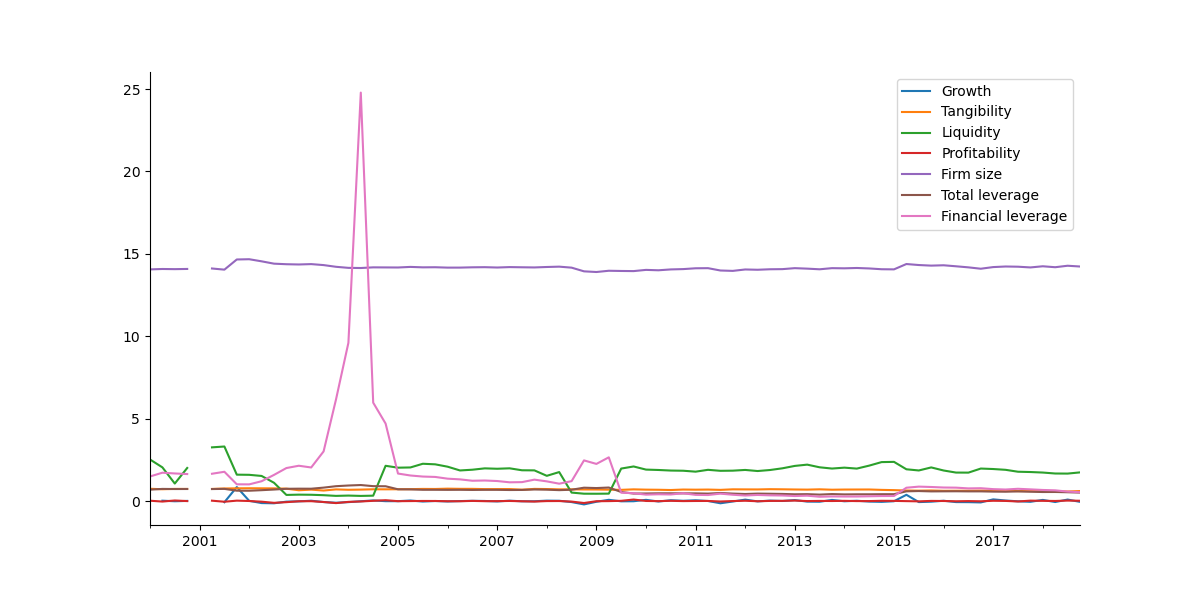 25
20
15
10
5
0
2001
2003
2005
2007
2009
2011
2013
2015
2017
Growth
Tangibility
Liquidity
Profitability
Firm size
Total leverage
Financial leverage